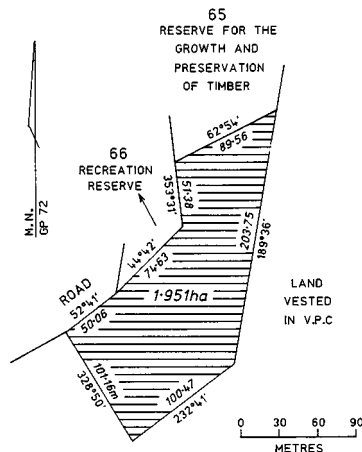 65
RESERVE FOR THE
GROWTH AND
PRESERVATION
OF TIMBER
62°54'
89·56
66
RECREATION
RESERVE
353°31'
51·38
M.N.
GP 72
44°42'
74·63
203·75
189°36'
ROAD
52°41'
50·06
1·951ha
LAND
VESTED
IN V.P.C
101·16m
328°50'
100·47
232°41'
0 30 60 90
METRES